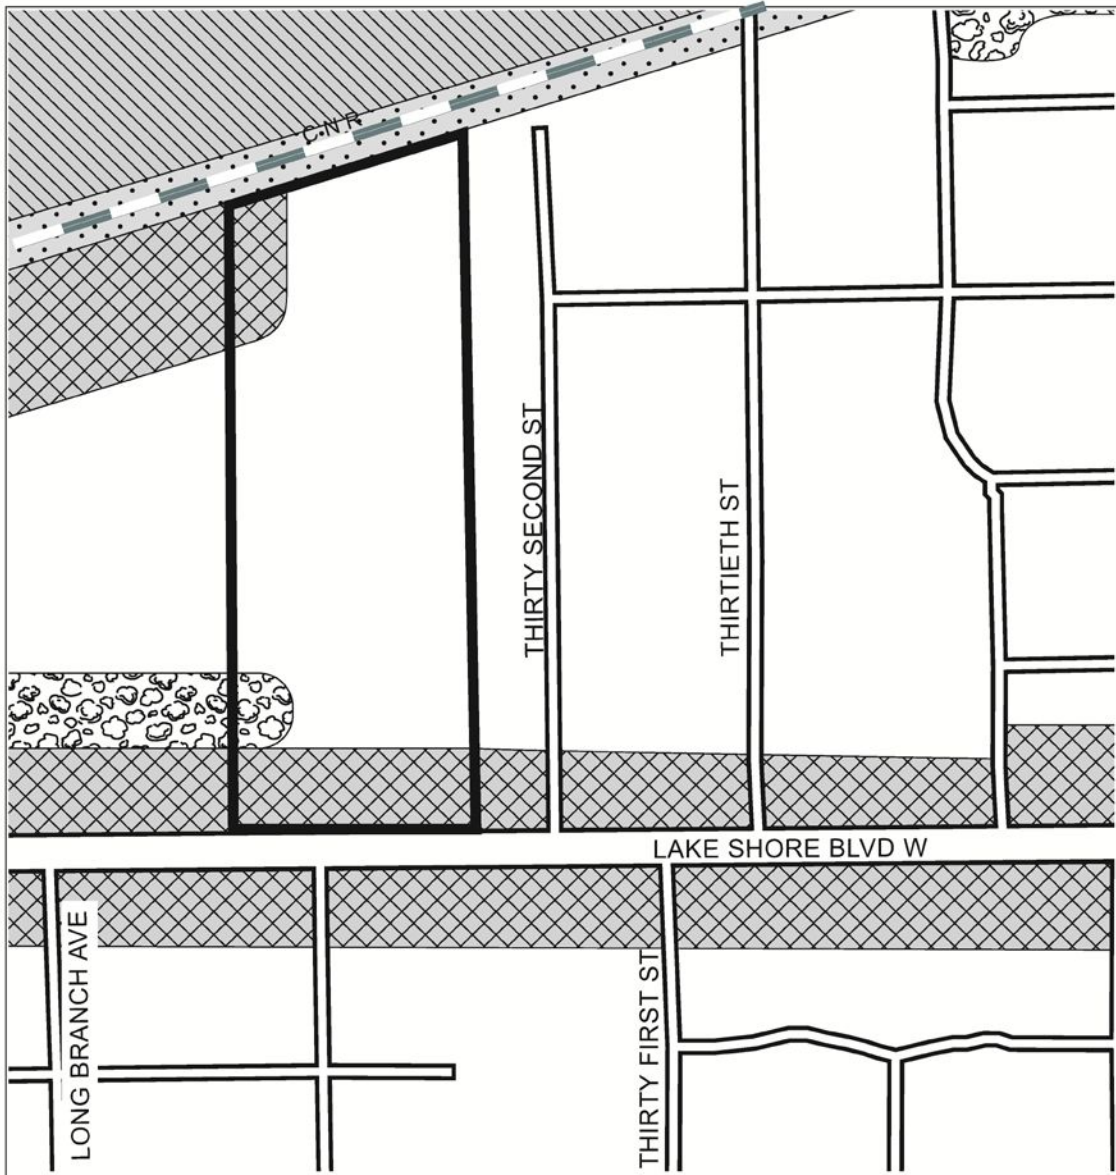 C N R
THIRTY SECOND ST
THIRTIETH ST
LAKE SHORE BLVD W
LONG BRANCH AVE
THIRTY FIRST ST